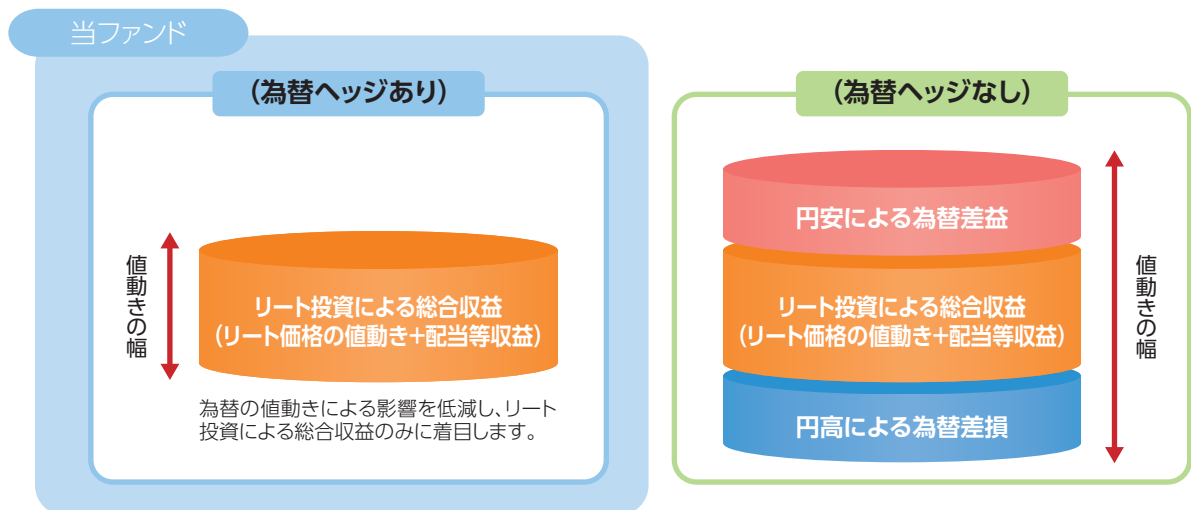 当ファンド
(為替ヘッジあり)
値動きの幅
リート投資による総合収益
(リート価格の値動き+配当等収益)
為替の値動きによる影響を低減し、リート
投資による総合収益のみに着目します。
(為替ヘッジなし)
円安による為替差益
リート投資による総合収益
(リート価格の値動き+配当等収益)
円高による為替差損
値動きの幅